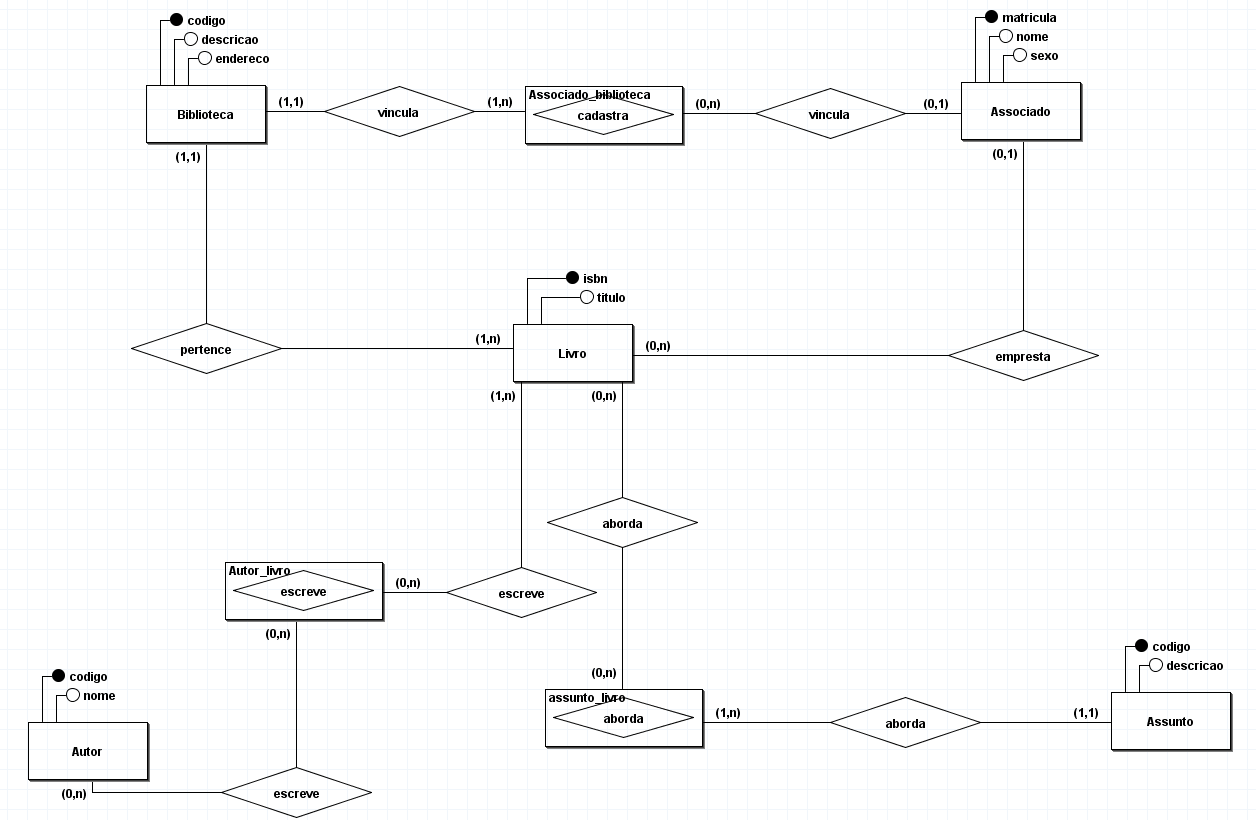 codigo
descricao
endereco
matricula
nome
sexo
Biblioteca
(1,1)
vincula
(1,n)
Associado_biblioteca
cadastra
(0,n)
vincula
(0,1)
Associado
(1,1)
(0,1)
isbn
titulo
pertence
(1,n)
Livro
(0,n)
empresta
(1,n)
(0,n)
aborda
Autor_livro
escreve
(0,n)
escreve
(0,n)
codigo
nome
Autor
(0,n)
escreve
(0,n)
assunto_livro
aborda
(1,n)
aborda
(1,1)
codigo
descricao
Assunto